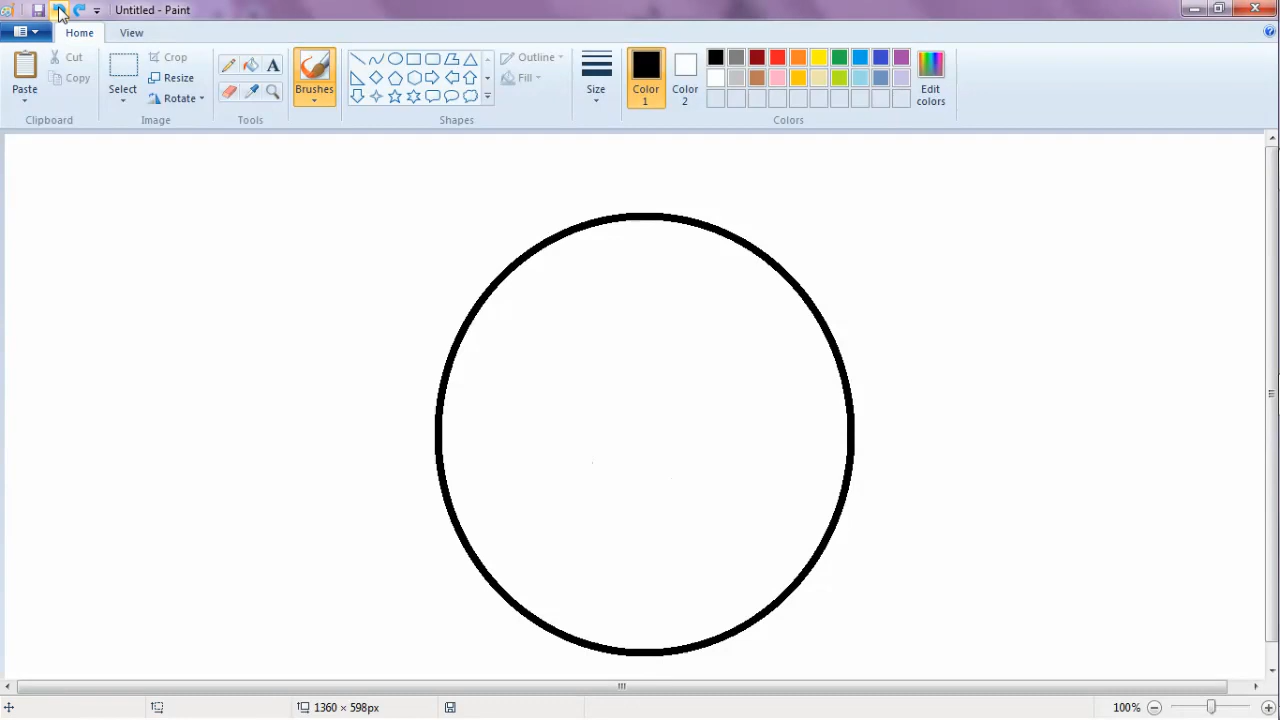 Untitled - Paint
Home View
Paste Cut Copy
Clipboard
Select Crop Resize Rotate
Image
A
Tools
Brushes
Outline Fill
Shapes
Size
Color 1 Color 2
Edit colors
Colors
1360 × 598px 100%